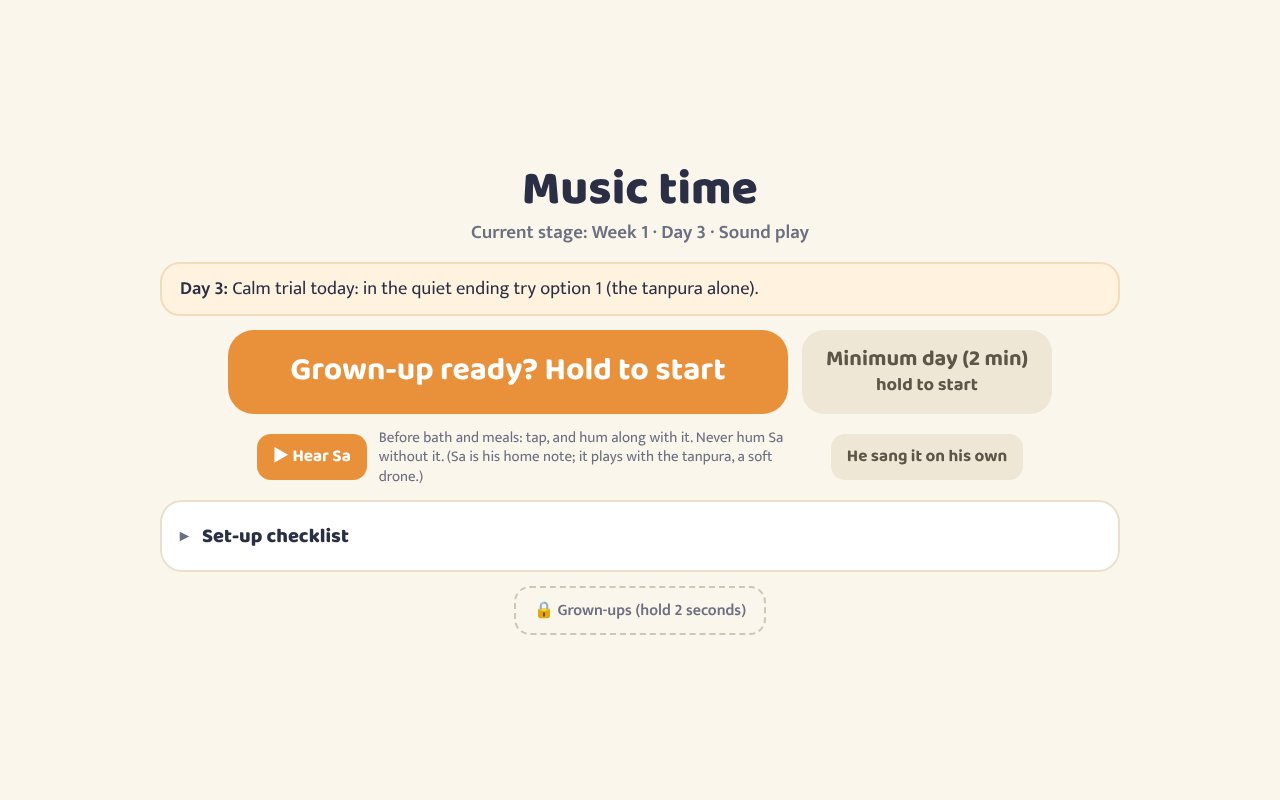 Music time
Current stage: Week 1 · Day 3 · Sound play
Day 3: Calm trial today: in the quiet ending try option 1 (the tanpura alone).
Grown-up ready? Hold to start
Minimum day (2 min)
hold to start
▶ Hear Sa
Before bath and meals: tap, and hum along with it. Never hum Sa
without it. (Sa is his home note; it plays with the tanpura, a soft
drone.)
He sang it on his own
▸ Set-up checklist
🔒 Grown-ups (hold 2 seconds)